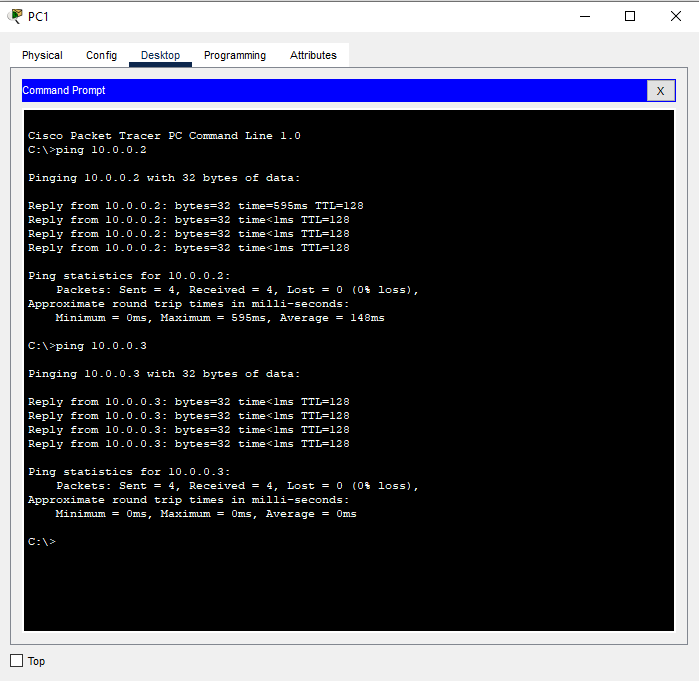 PC1
Physical Config Desktop Programming Attributes
Command Prompt X
Cisco Packet Tracer PC Command Line 1.0
C:\>ping 10.0.0.2
Pinging 10.0.0.2 with 32 bytes of data:
Reply from 10.0.0.2: bytes=32 time=595ms TTL=128
Reply from 10.0.0.2: bytes=32 time<1ms TTL=128
Reply from 10.0.0.2: bytes=32 time<1ms TTL=128
Reply from 10.0.0.2: bytes=32 time<1ms TTL=128
Ping statistics for 10.0.0.2:
Packets: Sent = 4, Received = 4, Lost = 0 (0% loss),
Approximate round trip times in milli-seconds:
Minimum = 0ms, Maximum = 595ms, Average = 148ms
C:\>ping 10.0.0.3
Pinging 10.0.0.3 with 32 bytes of data:
Reply from 10.0.0.3: bytes=32 time<1ms TTL=128
Reply from 10.0.0.3: bytes=32 time<1ms TTL=128
Reply from 10.0.0.3: bytes=32 time<1ms TTL=128
Reply from 10.0.0.3: bytes=32 time<1ms TTL=128
Ping statistics for 10.0.0.3:
Packets: Sent = 4, Received = 4, Lost = 0 (0% loss),
Approximate round trip times in milli-seconds:
Minimum = 0ms, Maximum = 0ms, Average = 0ms
C:\>
Top